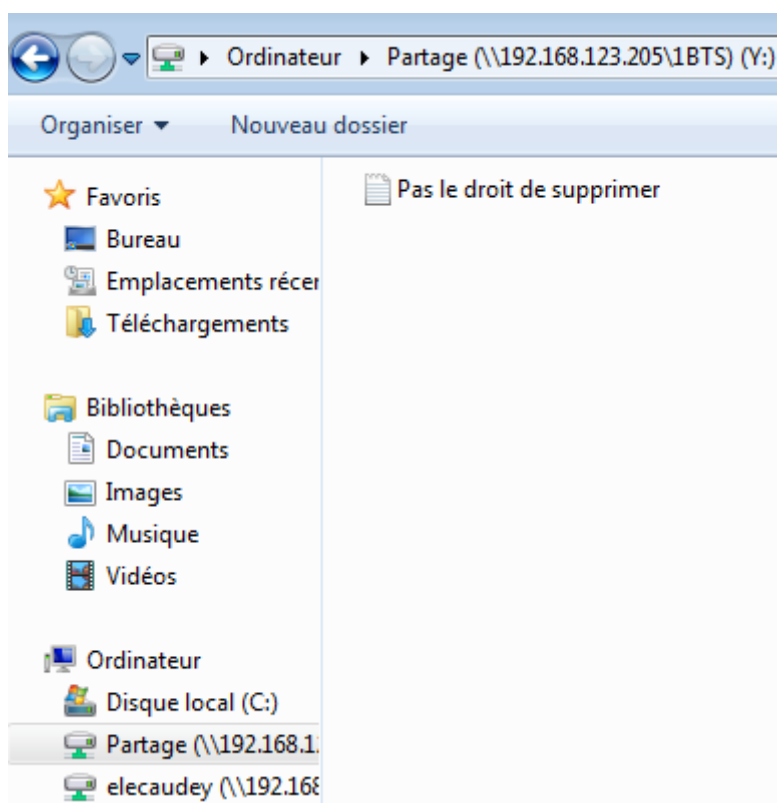 Ordinateur Partage (\\192.168.123.205\1BTS) (Y:)
Organiser Nouveau dossier
Favoris
Bureau
Emplacements récen
Téléchargements
Bibliothèques
Documents
Images
Musique
Vidéos
Ordinateur
Disque local (C:)
Partage (\\192.168.1
elecaudey (\\192.168
Pas le droit de supprimer